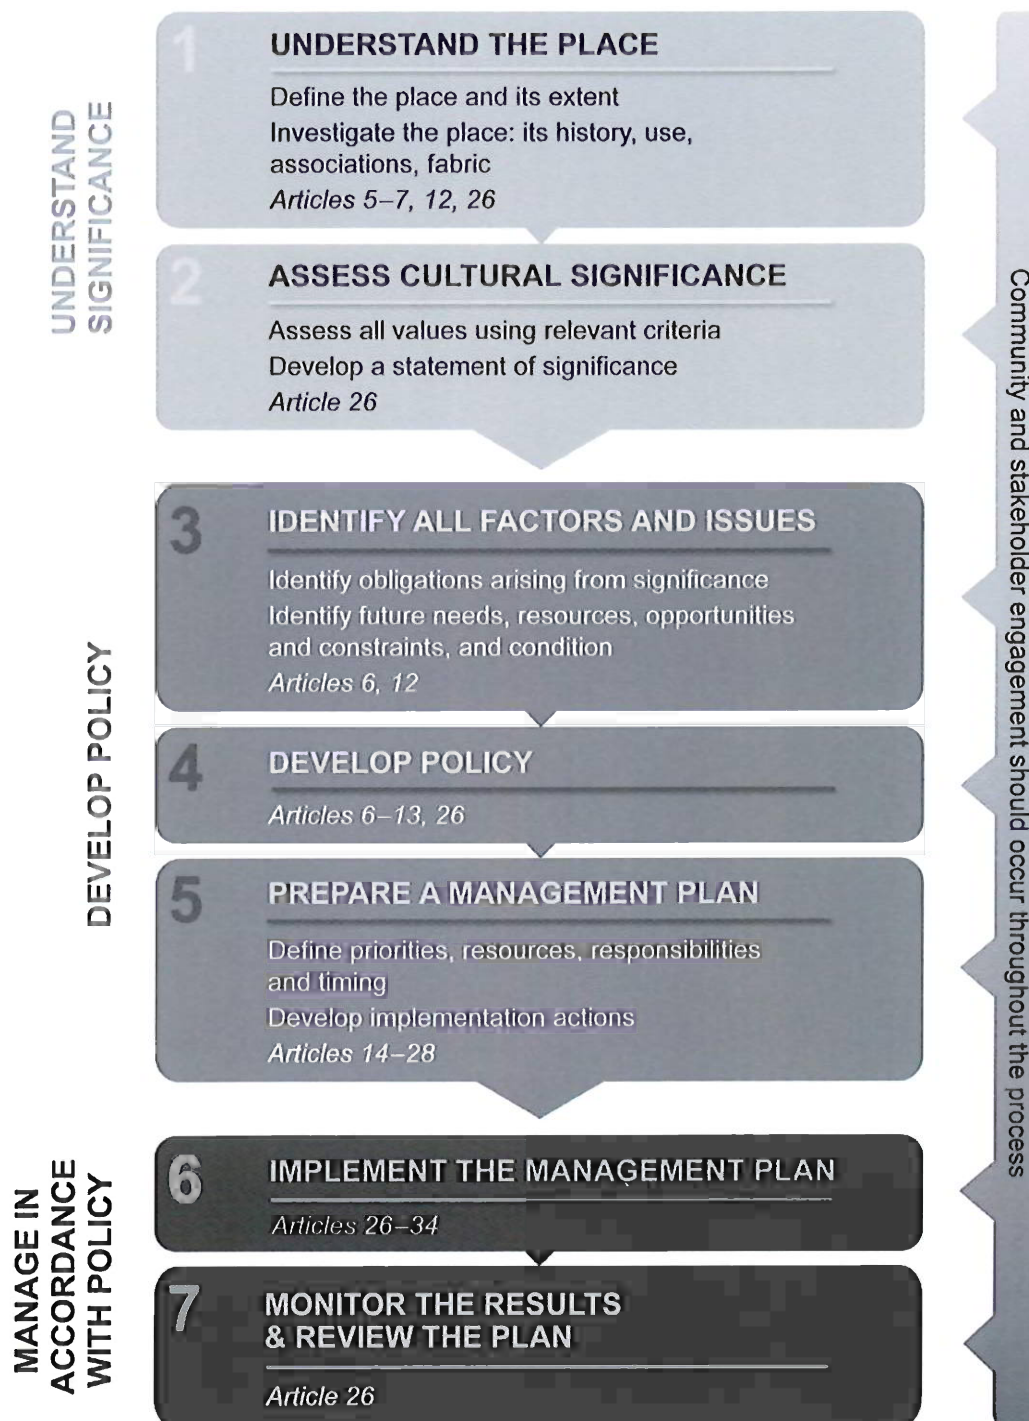 UNDERSTAND
SIGNIFICANCE
1
UNDERSTAND THE PLACE
Define the place and its extent
Investigate the place: its history, use,
associations, fabric
Articles 5–7, 12, 26
2
ASSESS CULTURAL SIGNIFICANCE
Assess all values using relevant criteria
Develop a statement of significance
Article 26
DEVELOP POLICY
3
IDENTIFY ALL FACTORS AND ISSUES
Identify obligations arising from significance
Identify future needs, resources, opportunities
and constraints, and condition
Articles 6, 12
4
DEVELOP POLICY
Articles 6–13, 26
5
PREPARE A MANAGEMENT PLAN
Define priorities, resources, responsibilities
and timing
Develop implementation actions
Articles 14–28
MANAGE IN
ACCORDANCE
WITH POLICY
6
IMPLEMENT THE MANAGEMENT PLAN
Articles 26–34
7
MONITOR THE RESULTS
& REVIEW THE PLAN
Article 26
Community and stakeholder engagement should occur throughout the process